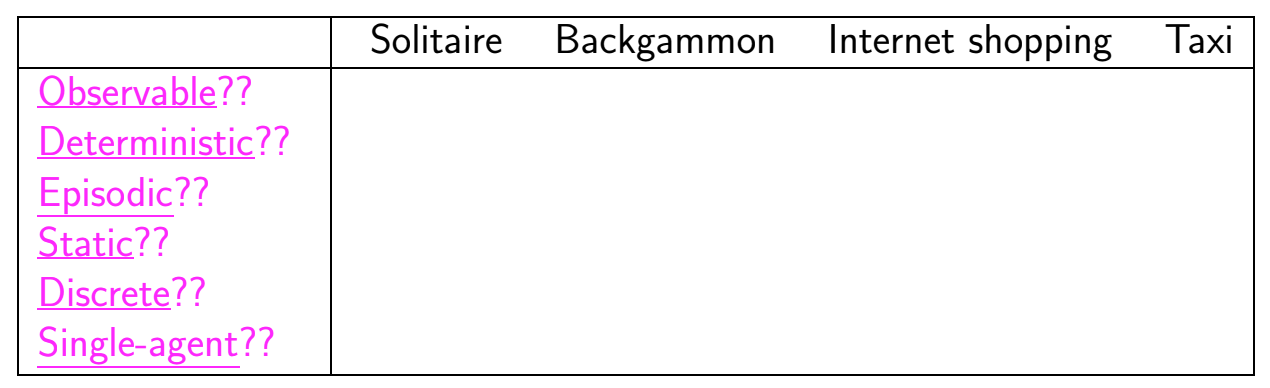 Solitaire Backgammon Internet shopping Taxi
Observable??
Deterministic??
Episodic??
Static??
Discrete??
Single-agent??